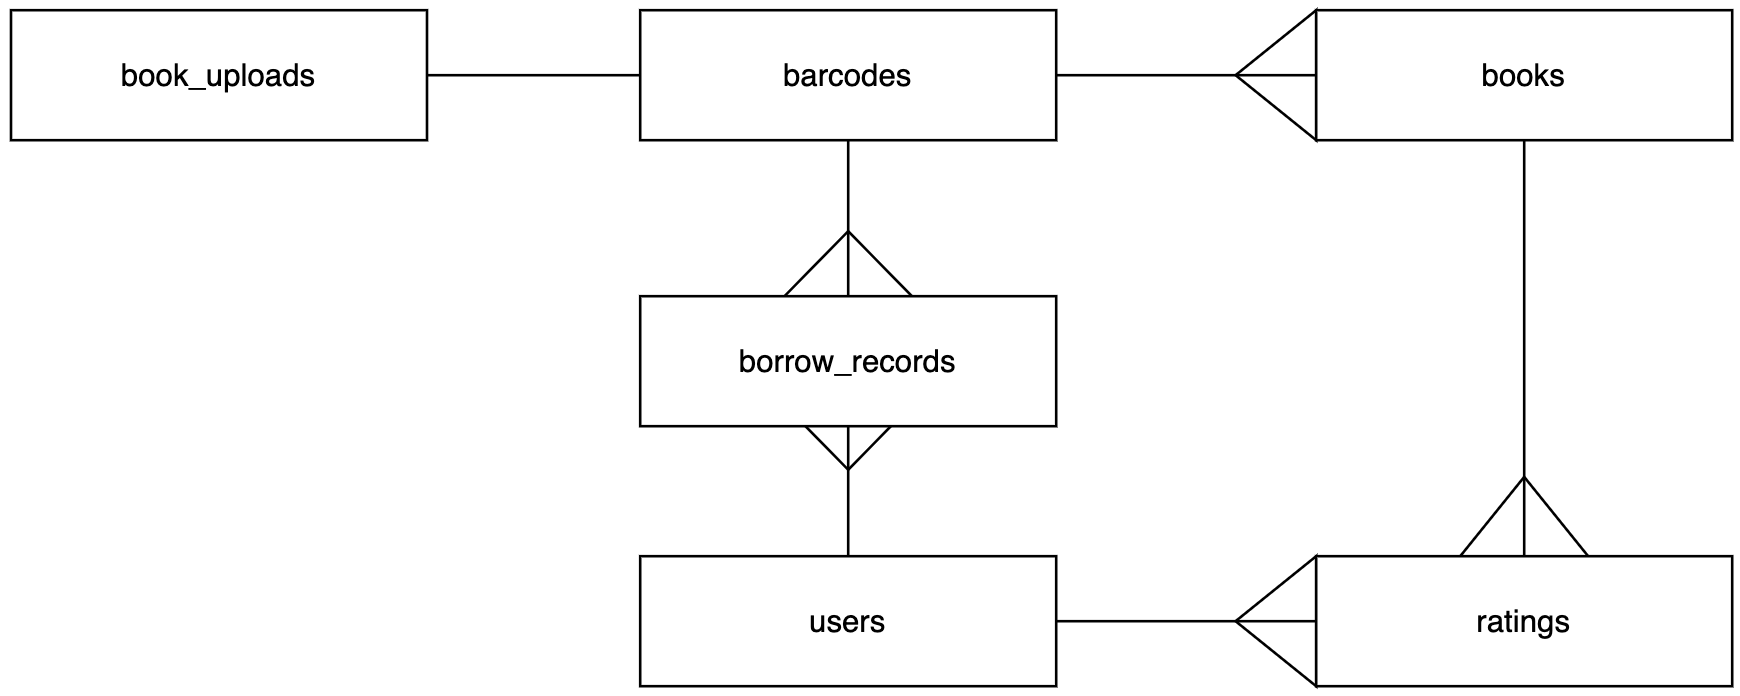 book_uploads
barcodes
books
borrow_records
users
ratings